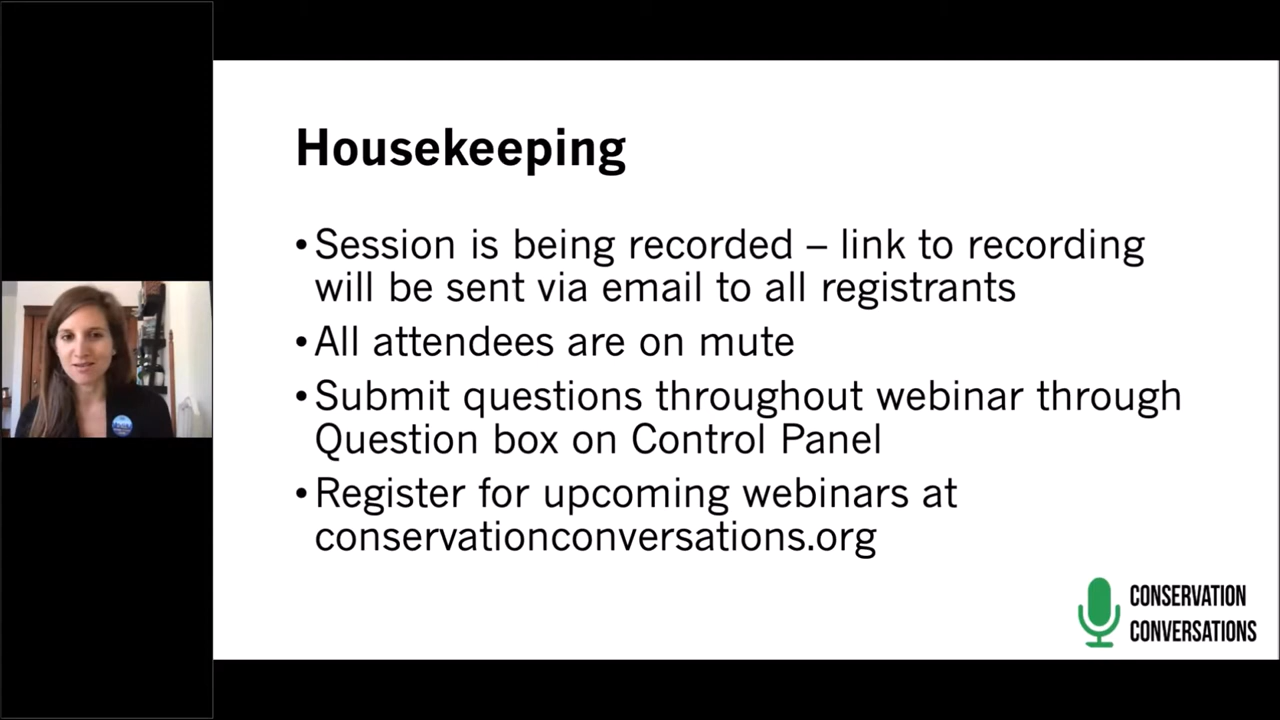 Housekeeping
• Session is being recorded – link to recording
will be sent via email to all registrants
• All attendees are on mute
• Submit questions throughout webinar through
Question box on Control Panel
• Register for upcoming webinars at
conservationconversations.org
CONSERVATION
CONVERSATIONS